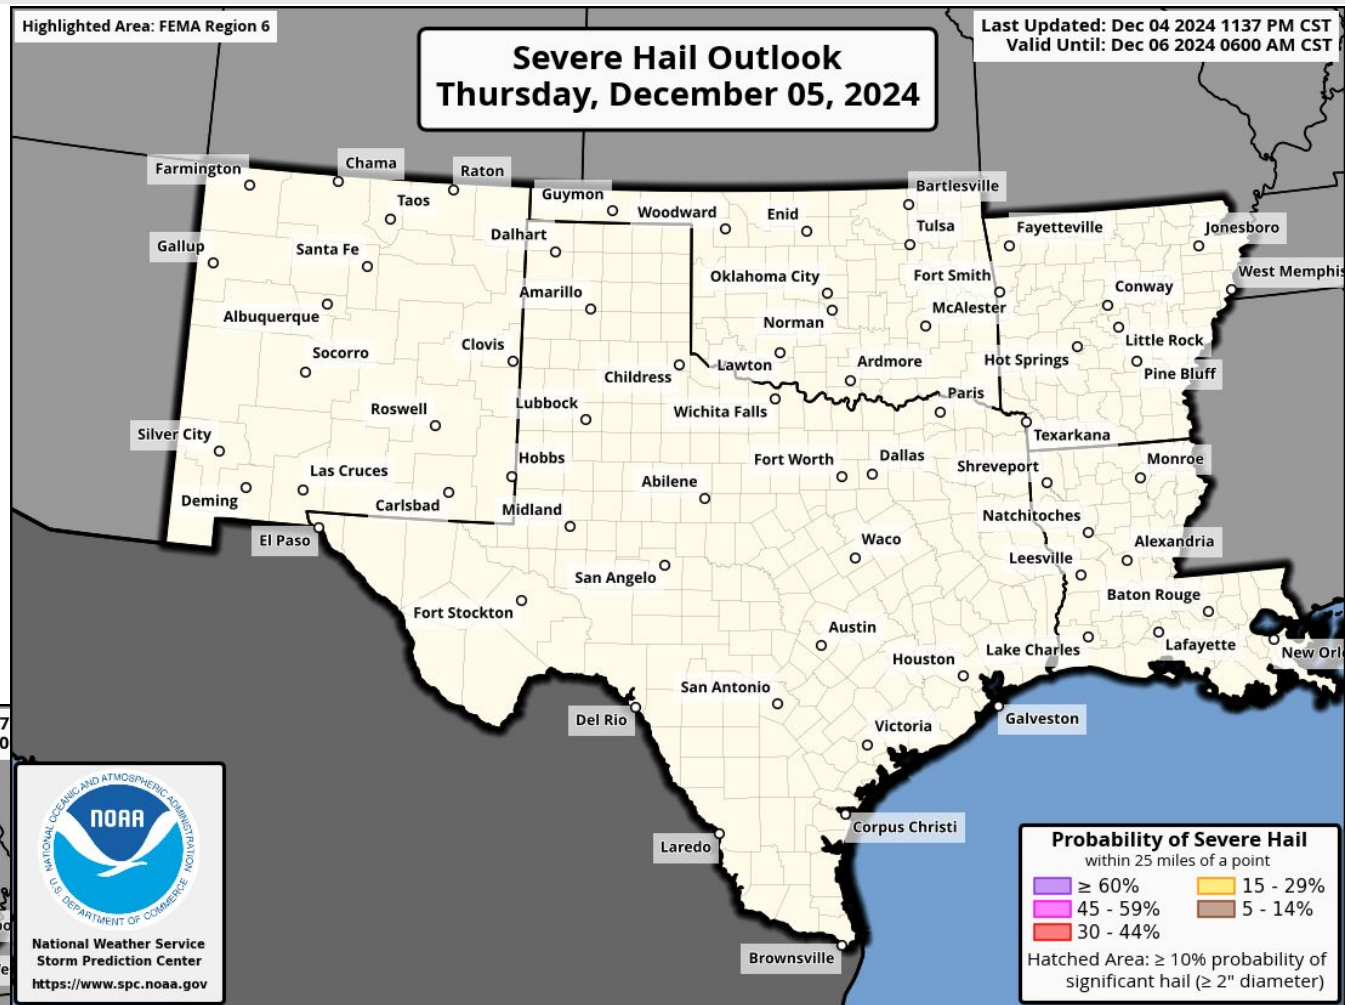 Highlighted Area: FEMA Region 6
Last Updated: Dec 04 2024 1137 PM CST
Valid Until: Dec 06 2024 0600 AM CST
Severe Hail Outlook
Thursday, December 05, 2024
Farmington
Chama
Raton
Taos
Guymon
Woodward
Enid
Bartlesville
Tulsa
Fayetteville
Jonesboro
Gallup
Santa Fe
Dalhart
Oklahoma City
Fort Smith
West Memphis
Amarillo
McAlester
Conway
Albuquerque
Norman
Little Rock
Socorro
Clovis
Childress
Lawton
Ardmore
Hot Springs
Pine Bluff
Roswell
Lubbock
Wichita Falls
Paris
Silver City
Texarkana
Las Cruces
Hobbs
Abilene
Fort Worth
Dallas
Shreveport
Monroe
Deming
Carlsbad
Midland
Natchitoches
El Paso
San Angelo
Waco
Leesville
Alexandria
Fort Stockton
Baton Rouge
Austin
Houston
Lake Charles
Lafayette
New Orl
San Antonio
Del Rio
Victoria
Galveston
Laredo
Corpus Christi
Brownsville
NATIONAL OCEANIC AND ATMOSPHERIC ADMINISTRATION
NOAA
U.S. DEPARTMENT OF COMMERCE
National Weather Service
Storm Prediction Center
https://www.spc.noaa.gov
Probability of Severe Hail
within 25 miles of a point
≥ 60%
15 - 29%
45 - 59%
5 - 14%
30 - 44%
Hatched Area: ≥ 10% probability of
significant hail (≥ 2" diameter)